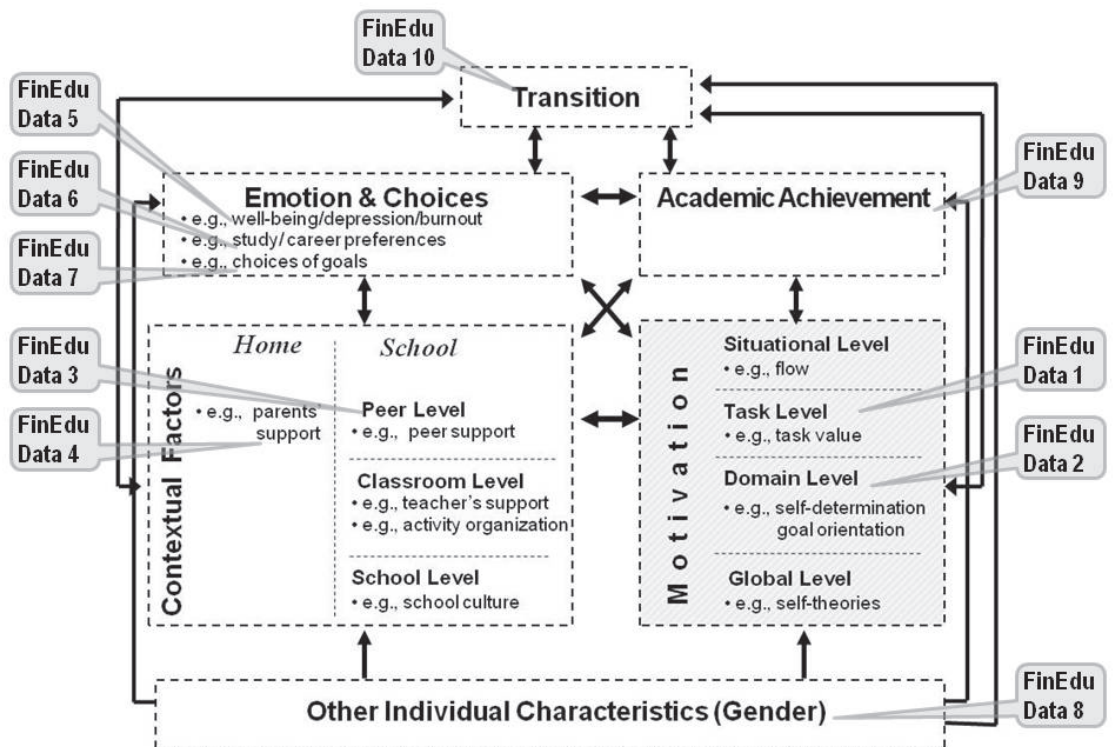 FinEdu
Data 10
Transition
FinEdu
Data 5
FinEdu
Data 6
FinEdu
Data 7
Emotion & Choices
• e.g., well-being/depression/burnout
• e.g., study/career preferences
• e.g., choices of goals
Academic Achievement
FinEdu
Data 9
FinEdu
Data 3
FinEdu
Data 4
Contextual Factors
Home
• e.g., parents'
support
School
Peer Level
• e.g., peer support
Classroom Level
• e.g., teacher's support
• e.g., activity organization
School Level
• e.g., school culture
Motivation
Situational Level
• e.g., flow
Task Level
• e.g., task value
Domain Level
• e.g., self-determination
goal orientation
Global Level
• e.g., self-theories
FinEdu
Data 1
FinEdu
Data 2
Other Individual Characteristics (Gender)
FinEdu
Data 8